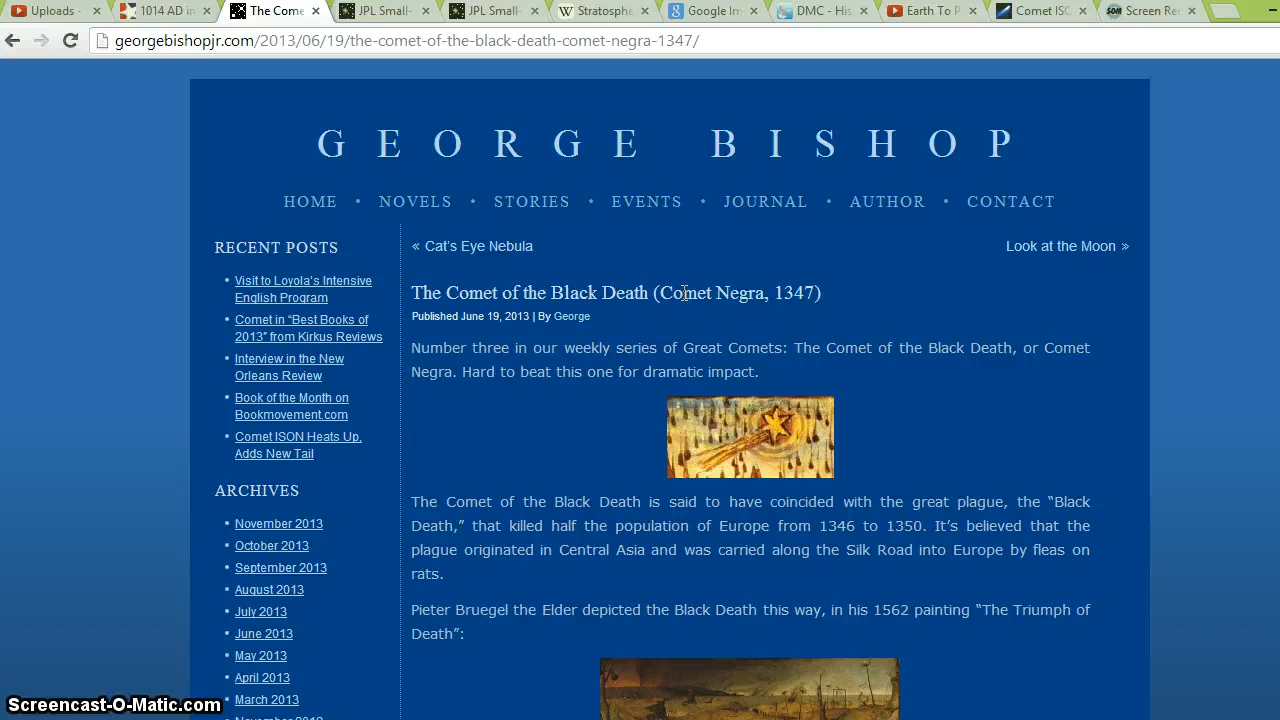 Uploads -
1014 AD in
The Come
JPL Small-
JPL Small-
Stratosphe
Google Im
DMC - His
Earth To P
Comet ISO
Screen Re
georgebishopjr.com/2013/06/19/the-comet-of-the-black-death-comet-negra-1347/
GEORGE BISHOP
HOME • NOVELS • STORIES • EVENTS • JOURNAL • AUTHOR • CONTACT
RECENT POSTS
• Visit to Loyola's Intensive
English Program
• Comet in “Best Books of
2013” from Kirkus Reviews
• Interview in the New
Orleans Review
• Book of the Month on
Bookmovement.com
• Comet ISON Heats Up,
Adds New Tail
ARCHIVES
• November 2013
• October 2013
• September 2013
• August 2013
• July 2013
• June 2013
• May 2013
• April 2013
• March 2013
« Cat's Eye Nebula
Look at the Moon »
The Comet of the Black Death (Comet Negra, 1347)
Published June 19, 2013 | By George
Number three in our weekly series of Great Comets: The Comet of the Black Death, or Comet
Negra. Hard to beat this one for dramatic impact.
The Comet of the Black Death is said to have coincided with the great plague, the “Black
Death,” that killed half the population of Europe from 1346 to 1350. It's believed that the
plague originated in Central Asia and was carried along the Silk Road into Europe by fleas on
rats.
Pieter Bruegel the Elder depicted the Black Death this way, in his 1562 painting “The Triumph of
Death”:
Screencast-O-Matic.com